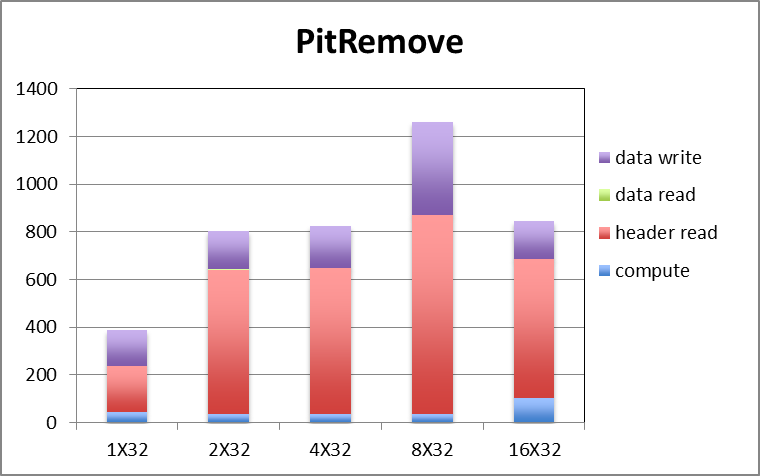 PitRemove
1400
1200
1000
800
600
400
200
0
1X32 2X32 4X32 8X32 16X32
data write
data read
header read
compute